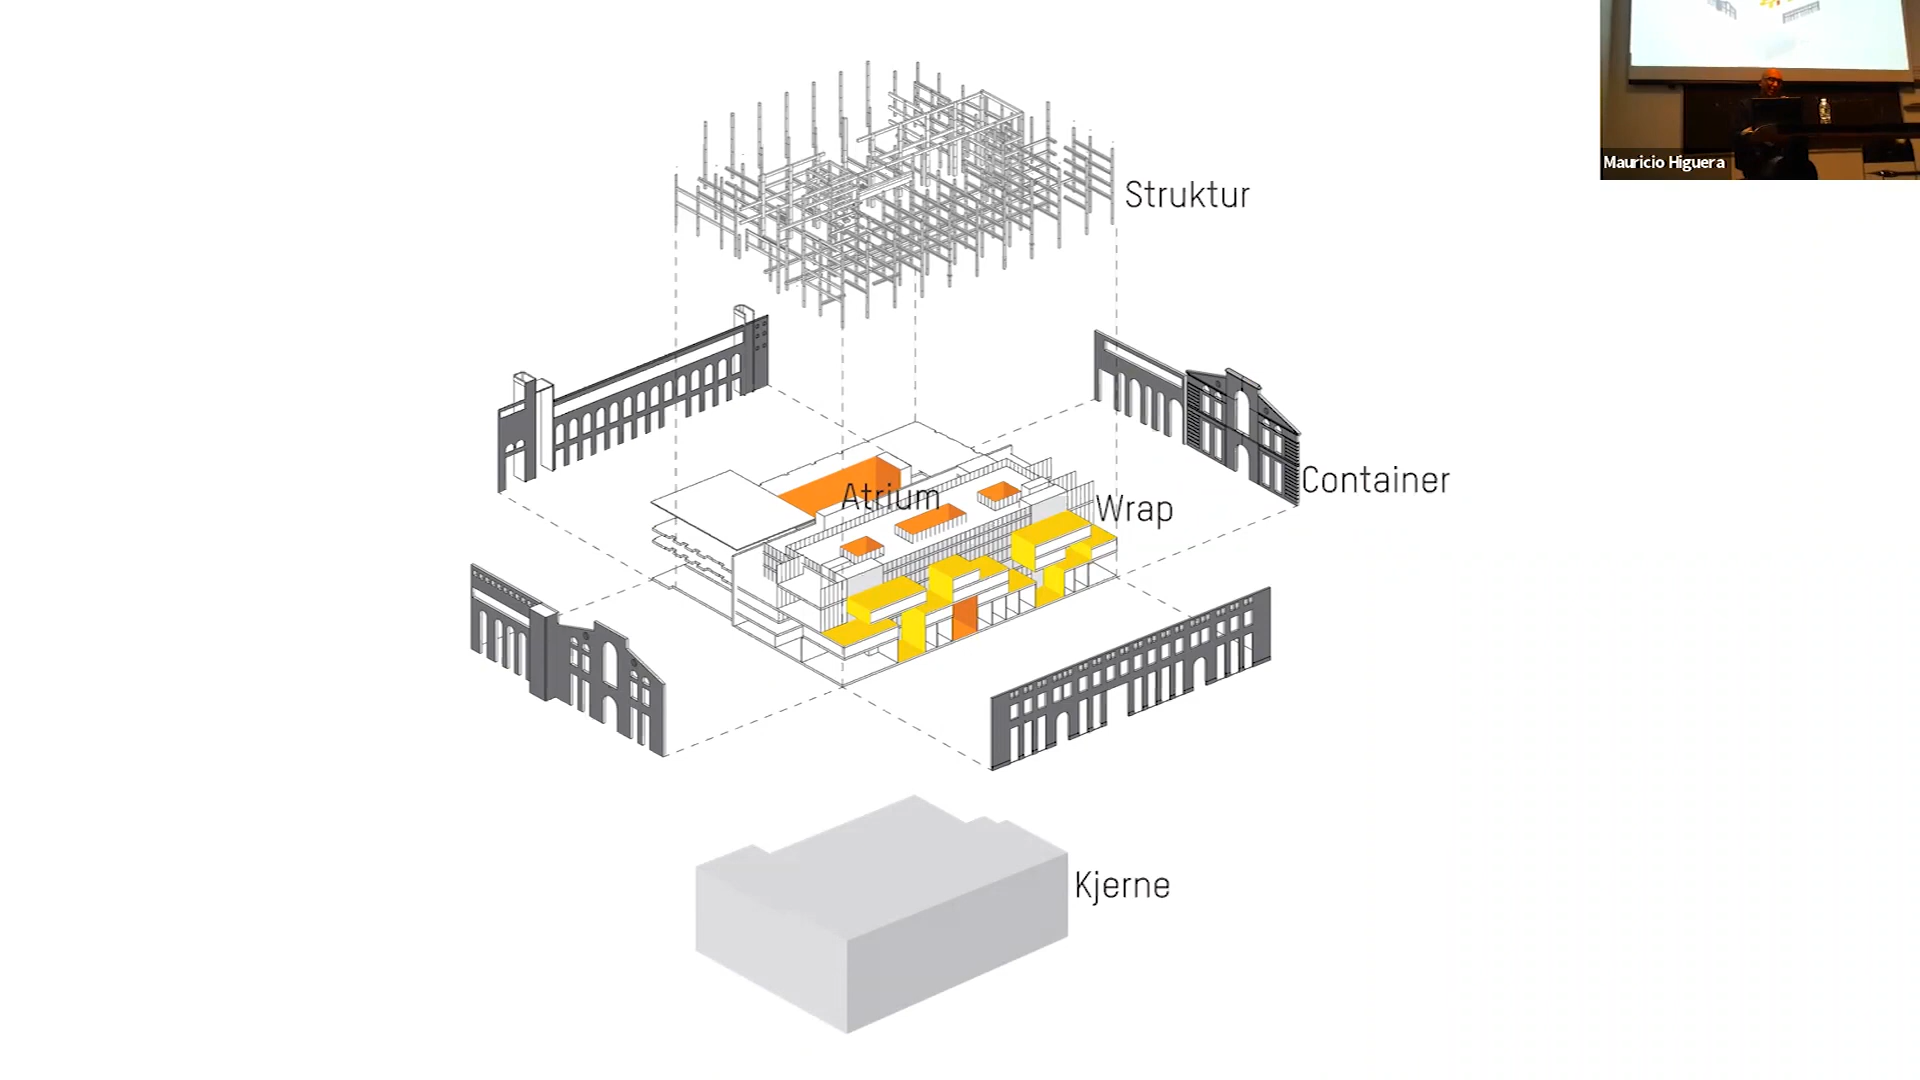 Mauricio Higuera
Struktur
Container
Atrium
Wrap
Kjerne